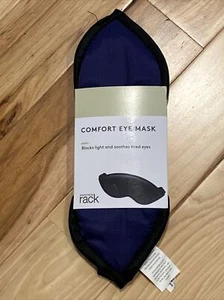 COMFORT EYE MASK
Blocks light and soothes tired eyes
rack